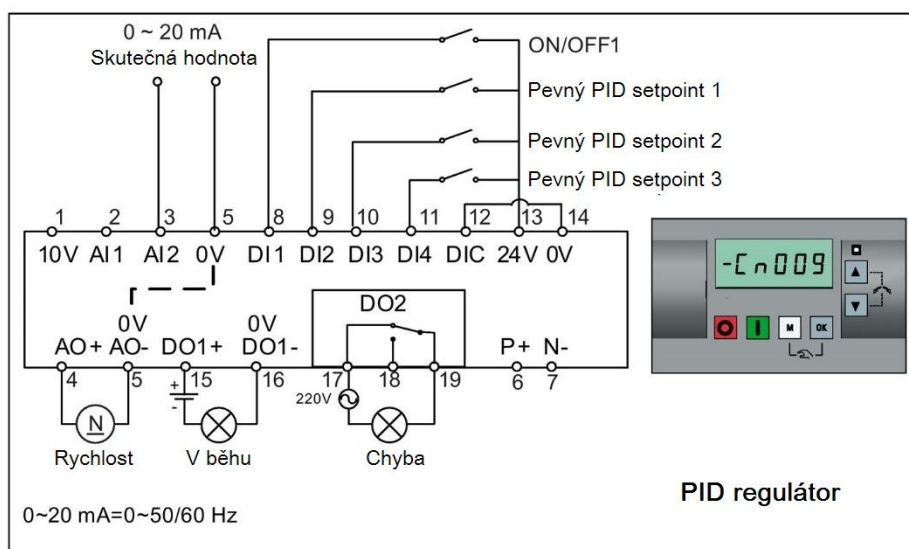 0 ~ 20 mA
Skutečná hodnota
ON/OFF1
Pevný PID setpoint 1
Pevný PID setpoint 2
Pevný PID setpoint 3
1 2 3 5 8 9 10 11 12 13 14
10V AI1 AI2 0V DI1 DI2 DI3 DI4 DIC 24V 0V
-Cn009
M OK
DO2
0V 0V
AO+ AO- DO1+ DO1- P+ N-
4 5 15 16 17 18 19 6 7
+
-
220V
N
Rychlost V běhu Chyba
PID regulátor
0~20 mA=0~50/60 Hz